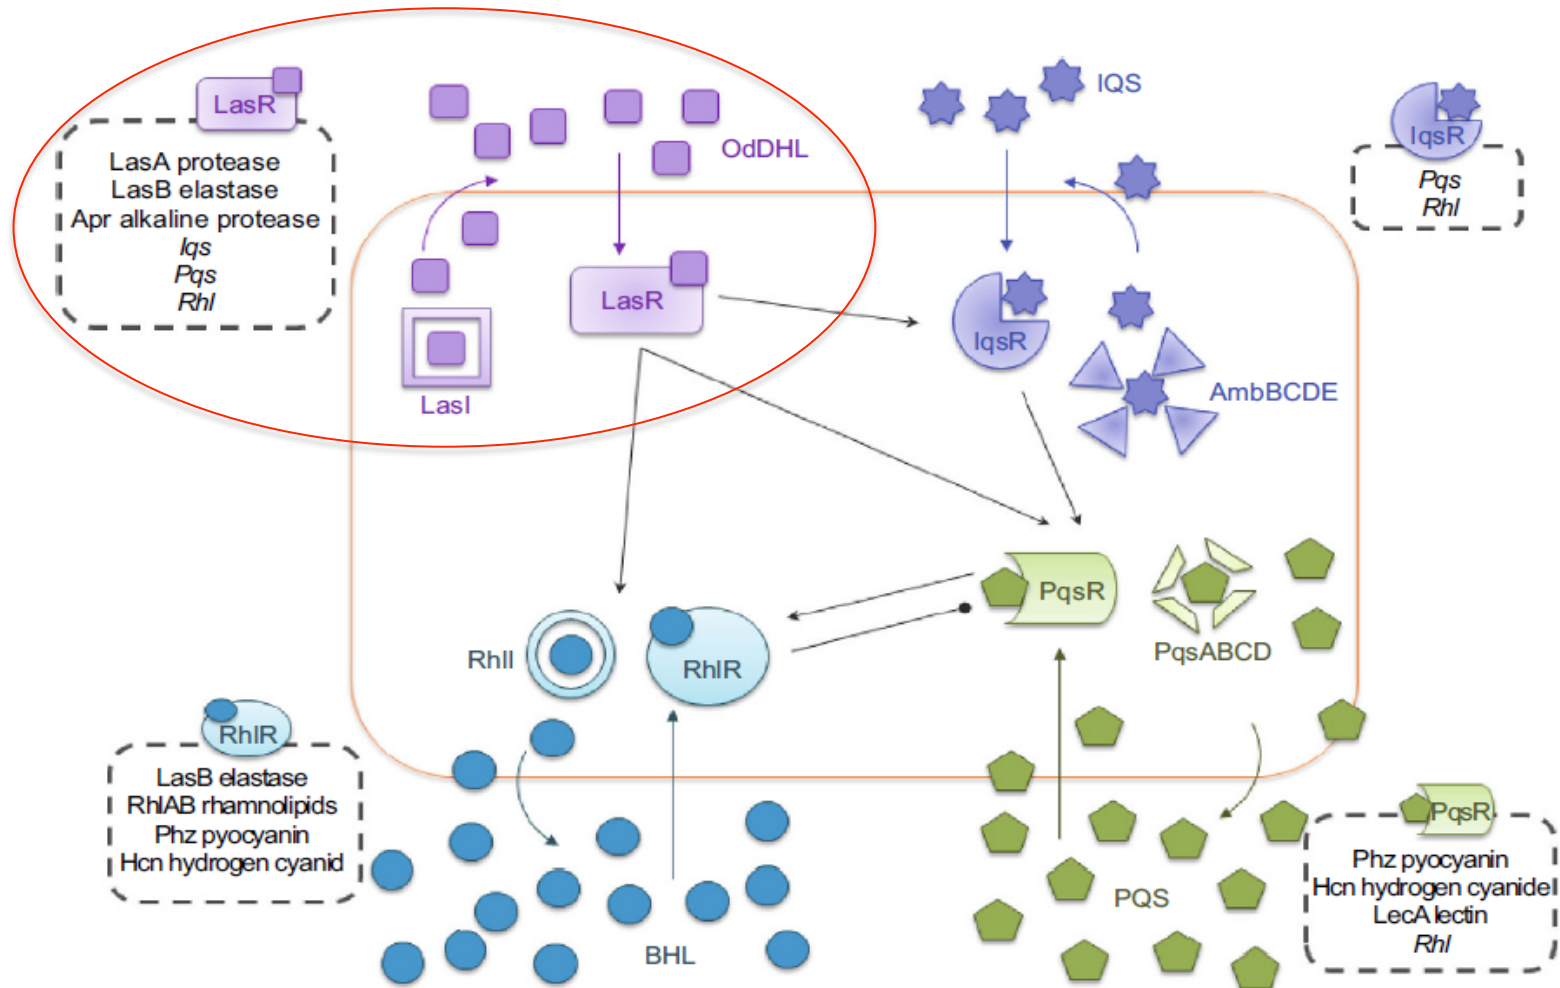 LasR
LasA protease
LasB elastase
Apr alkaline protease
Iqs
Pqs
Rhl
OdDHL
LasR
LasI
IQS
IqsR
Pqs
Rhl
IqsR
AmbBCDE
PqsR
PqsABCD
RhlI
RhlR
RhlR
LasB elastase
RhlAB rhamnolipids
Phz pyocyanin
Hcn hydrogen cyanid
BHL
PQS
PqsR
Phz pyocyanin
Hcn hydrogen cyanide
LecA lectin
Rhl